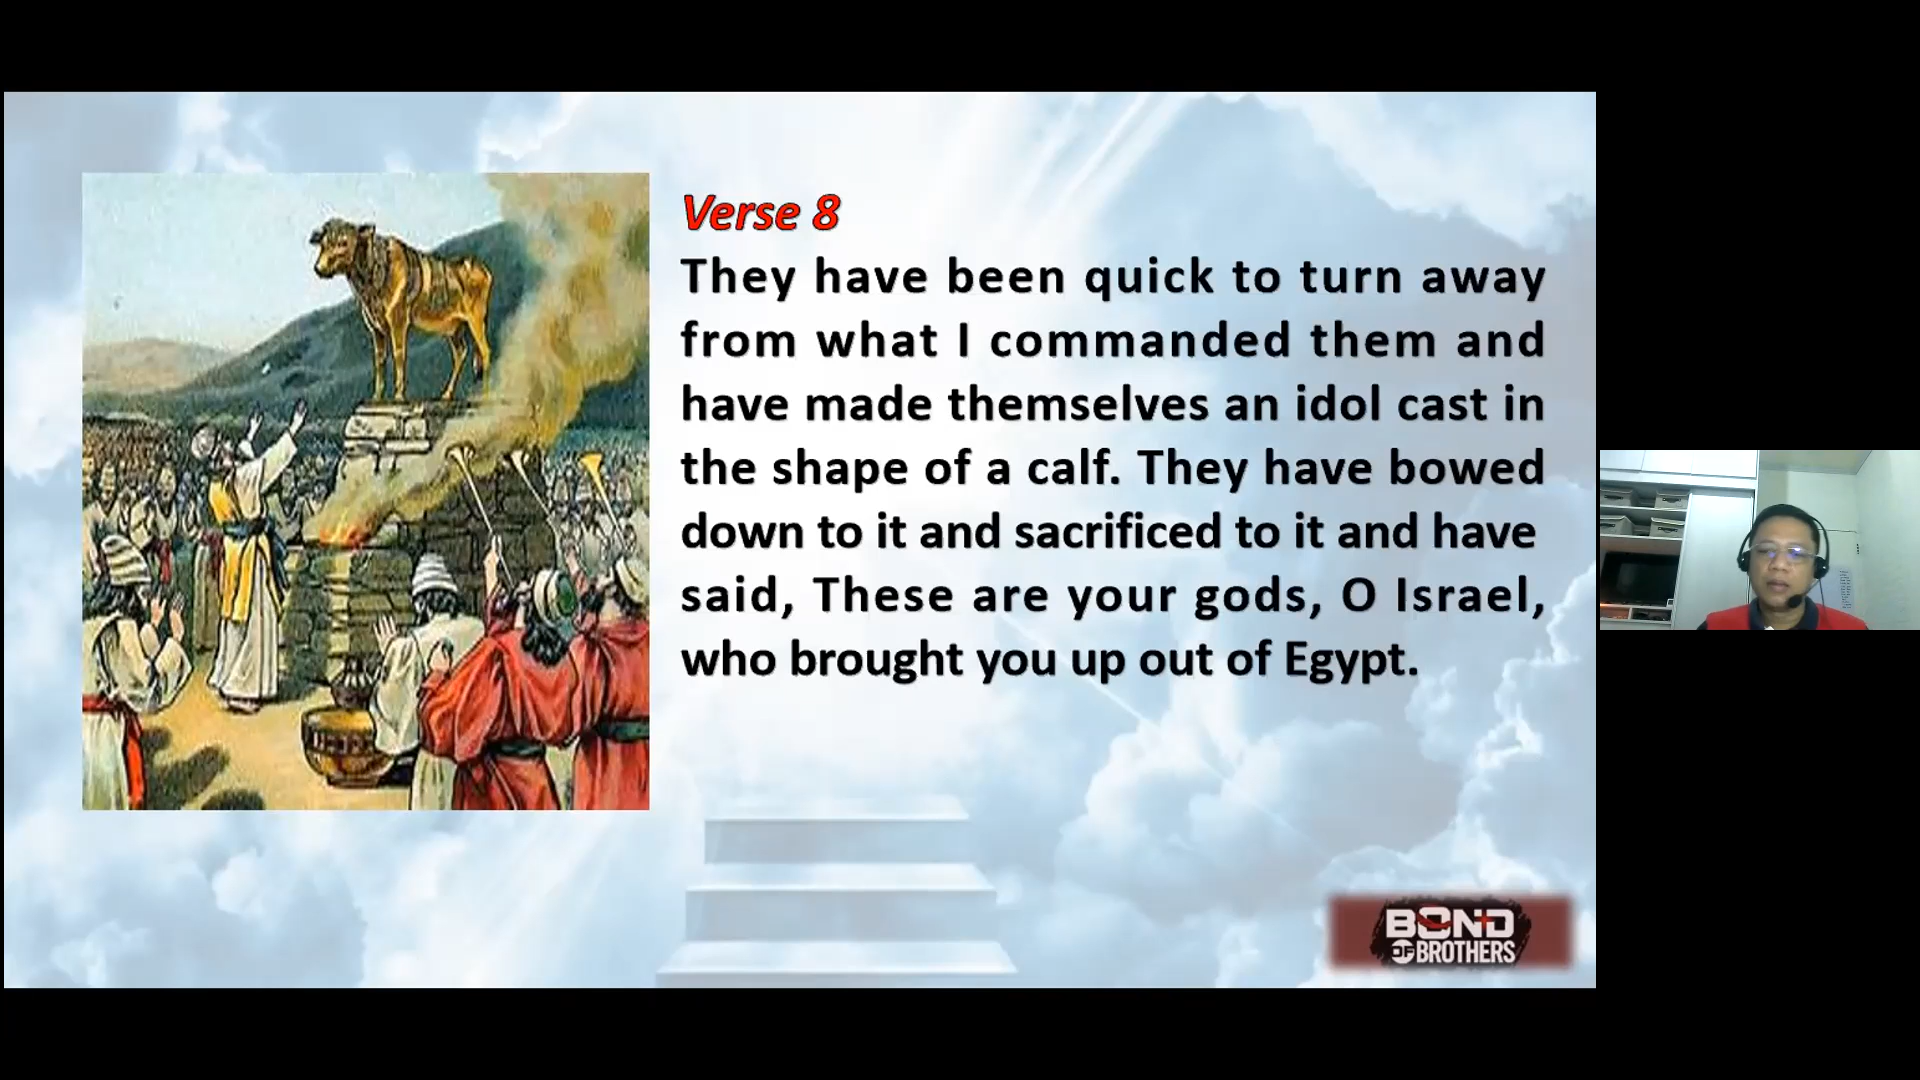 Verse 8
They have been quick to turn away
from what I commanded them and
have made themselves an idol cast in
the shape of a calf. They have bowed
down to it and sacrificed to it and have
said, These are your gods, O Israel,
who brought you up out of Egypt.
BOND
OF BROTHERS